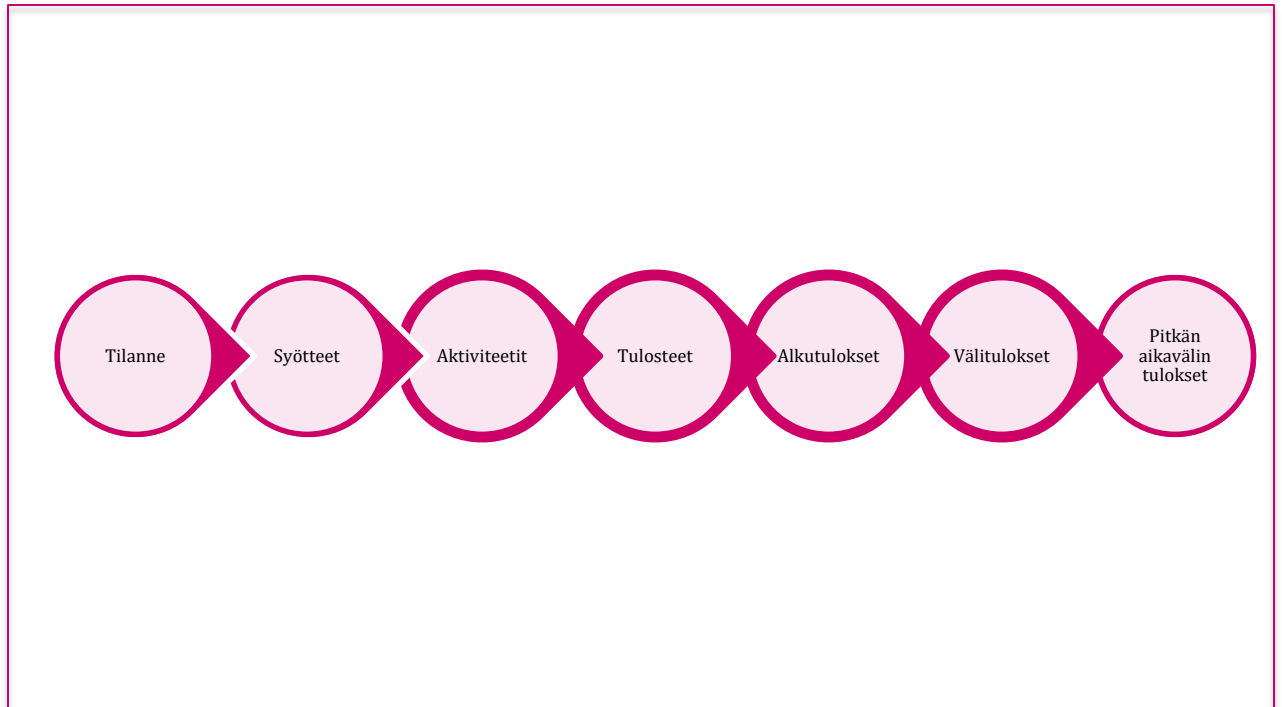 Tilanne
Syötteet
Aktiviteetit
Tulosteet
Alkutulokset
Välitulokset
Pitkän
aikavälin
tulokset